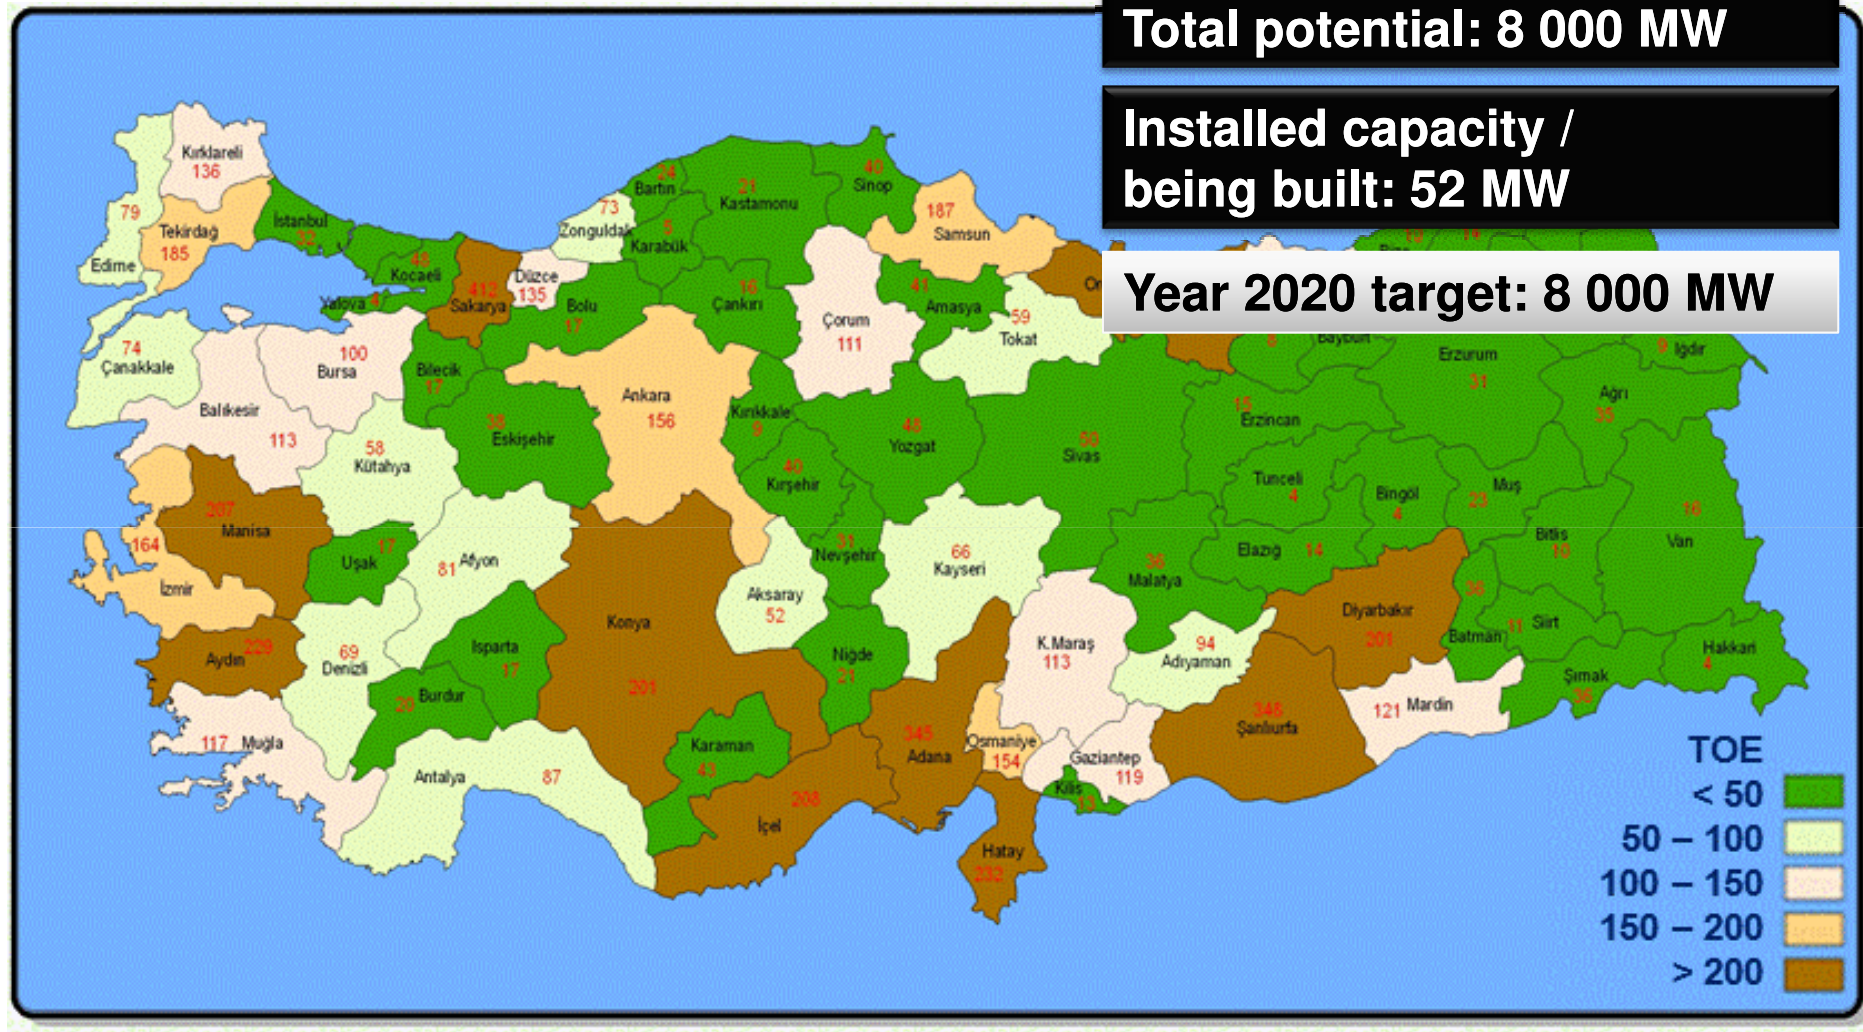 Total potential: 8 000 MW
Installed capacity /
being built: 52 MW
Year 2020 target: 8 000 MW
Kırklareli
136
79
Edirne
Tekirdağ
185
İstanbul
32
48
Kocaeli
Yalova 4
412
Sakarya
Düzce
135
73
Zonguldak
24
Bartın
5
Karabük
21
Kastamonu
40
Sinop
187
Samsun
Bolu
17
16
Çankırı
Çorum
111
41
Amasya
59
Tokat
10
14
8
Bayburt
Erzurum
31
9 Iğdır
Ağrı
35
74
Çanakkale
100
Bursa
Balıkesir
113
Bilecik
17
38
Eskişehir
58
Kütahya
Ankara
156
Kırıkkale
9
40
Kırşehir
48
Yozgat
50
Sivas
15
Erzincan
Tunceli
4
Bingöl
4
Muş
23
Bitlis
10
16
Van
207
Manisa
164
İzmir
17
Uşak
81 Afyon
31
Nevşehir
66
Kayseri
Aksaray
52
36
Malatya
Elazığ 14
Diyarbakır
201
36
Batman
11 Siirt
Şırnak
36
Hakkari
4
Aydın 229
69
Denizli
Isparta
17
20 Burdur
Konya
201
Niğde
21
K.Maraş
113
94
Adıyaman
117 Muğla
Antalya 87
Karaman
43
208
İçel
345
Adana
Osmaniye
154
Gaziantep
119
Kilis
13
348
Şanlıurfa
121 Mardin
Hatay
232
TOE
< 50
50 – 100
100 – 150
150 – 200
> 200